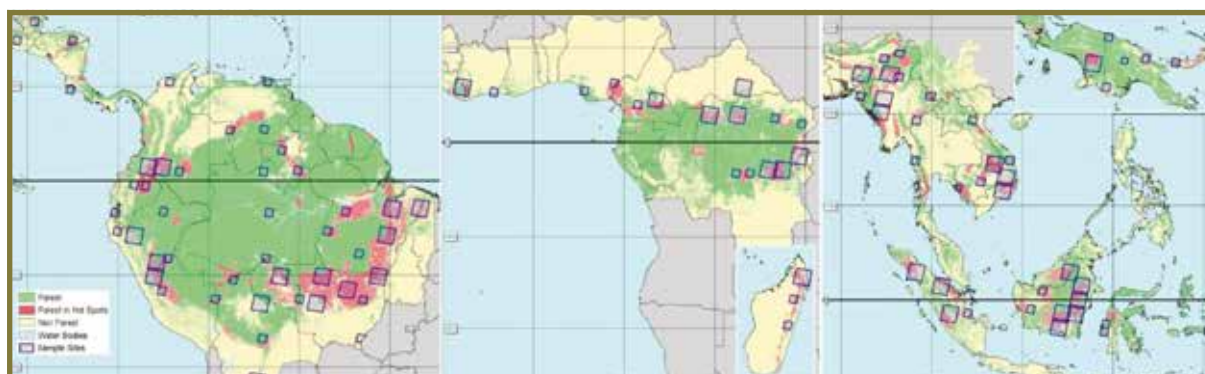 Forest
Forest in Hot Spots
Non Forest
Water Bodies
Sample Sites